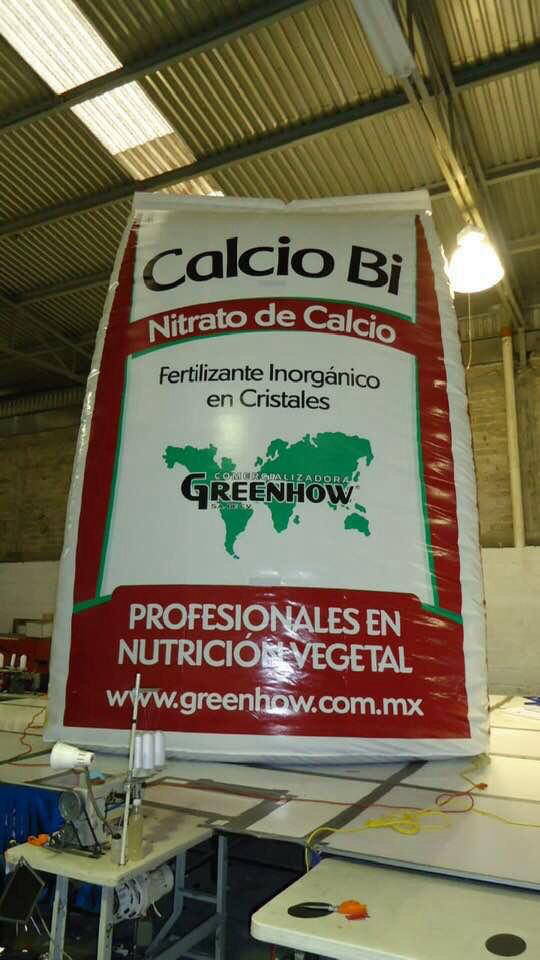 Calcio Bi
Nitrato de Calcio
Fertilizante Inorgánico
en Cristales
COMERCIALIZADORA
GREENHOW®
S.A. DE C.V.
PROFESIONALES EN
NUTRICIÓN VEGETAL
www.greenhow.com.mx